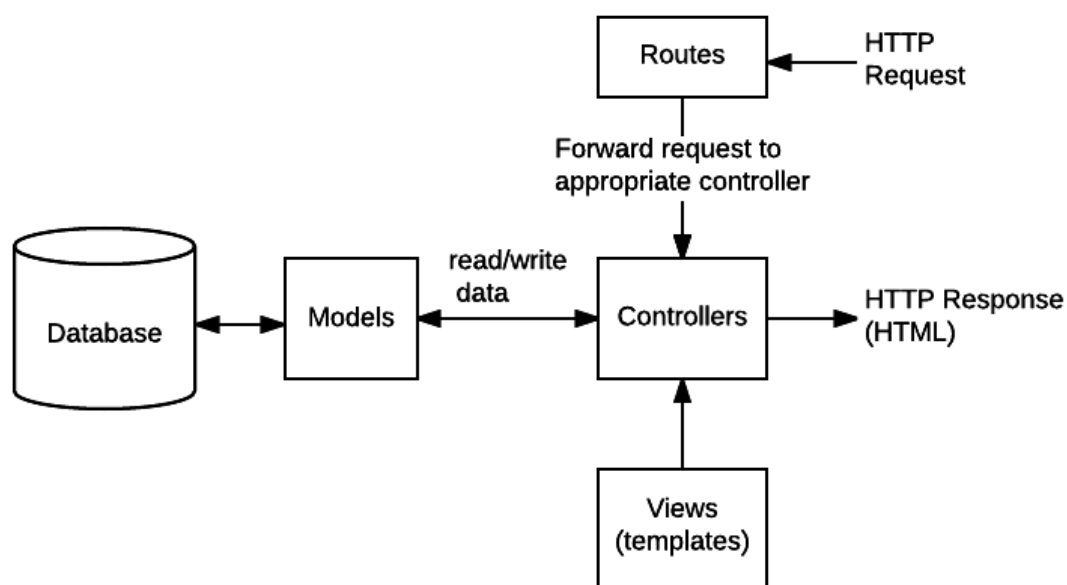 Routes
HTTP
Request
Forward request to
appropriate controller
Database
Models
read/write
data
Controllers
HTTP Response
(HTML)
Views
(templates)